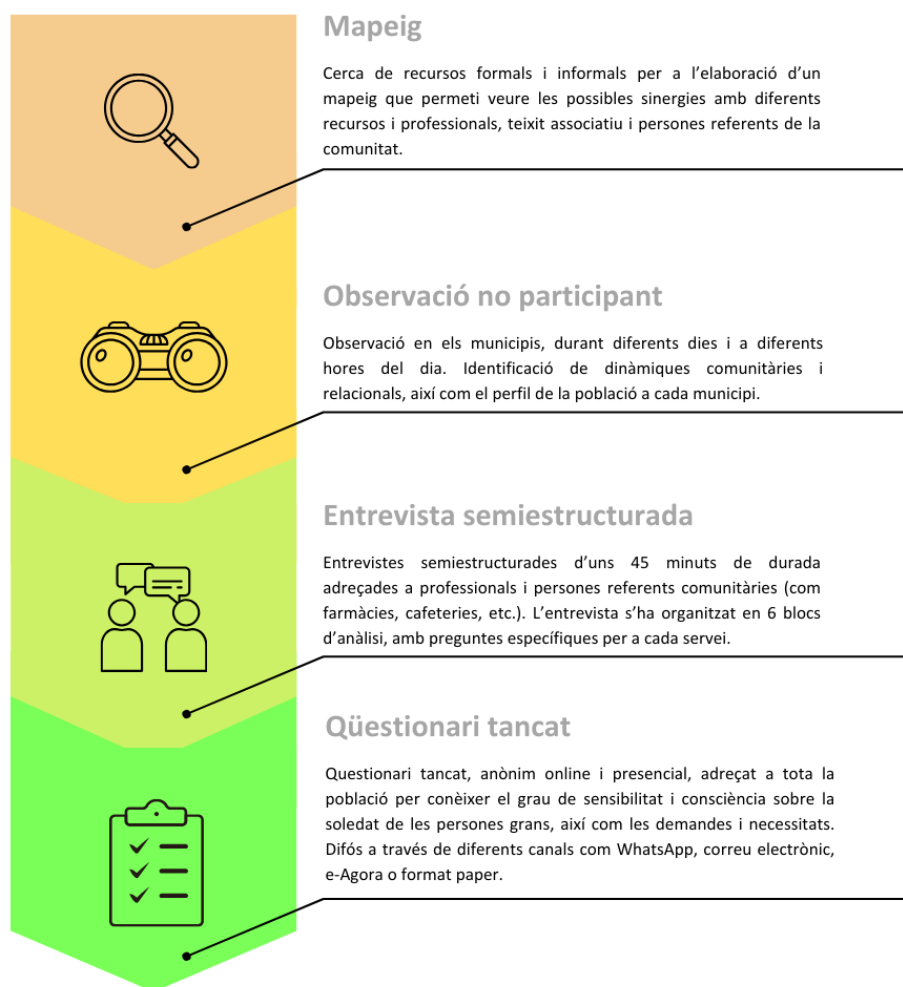 Mapeig
Cerca de recursos formals i informals per a l’elaboració d’un
mapeig que permeti veure les possibles sinergies amb diferents
recursos i professionals, teixit associatiu i persones referents de la
comunitat.
Observació no participant
Observació en els municipis, durant diferents dies i a diferents
hores del dia. Identificació de dinàmiques comunitàries i
relacionals, així com el perfil de la població a cada municipi.
Entrevista semiestructurada
Entrevistes semiestructurades d’uns 45 minuts de durada
adreçades a professionals i persones referents comunitàries (com
farmàcies, cafeteries, etc.). L’entrevista s’ha organitzat en 6 blocs
d’anàlisi, amb preguntes específiques per a cada servei.
Qüestionari tancat
Questionari tancat, anònim online i presencial, adreçat a tota la
població per conèixer el grau de sensibilitat i consciència sobre la
soledat de les persones grans, així com les demandes i necessitats.
Difós a través de diferents canals com WhatsApp, correu electrònic,
e-Agora o format paper.